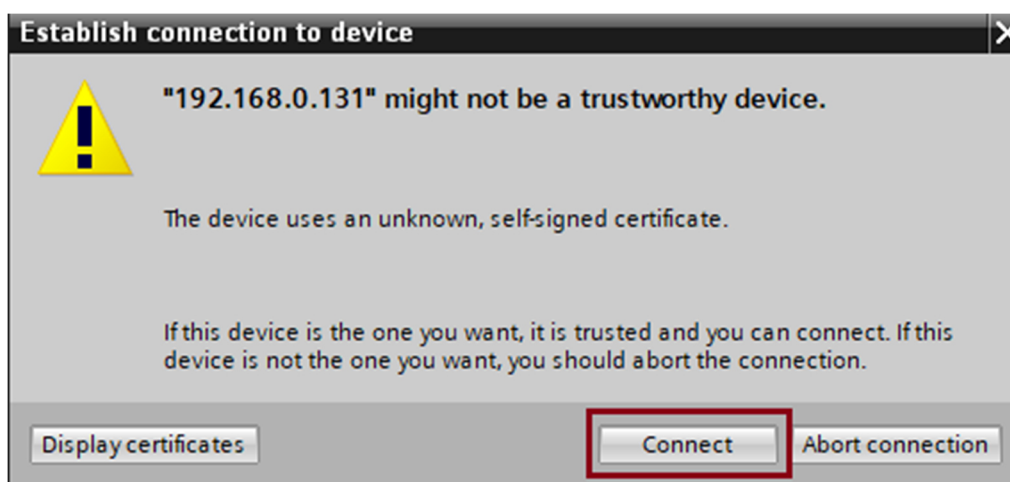 Establish connection to device
"192.168.0.131" might not be a trustworthy device.
The device uses an unknown, self-signed certificate.
If this device is the one you want, it is trusted and you can connect. If this
device is not the one you want, you should abort the connection.
Display certificates
Connect
Abort connection